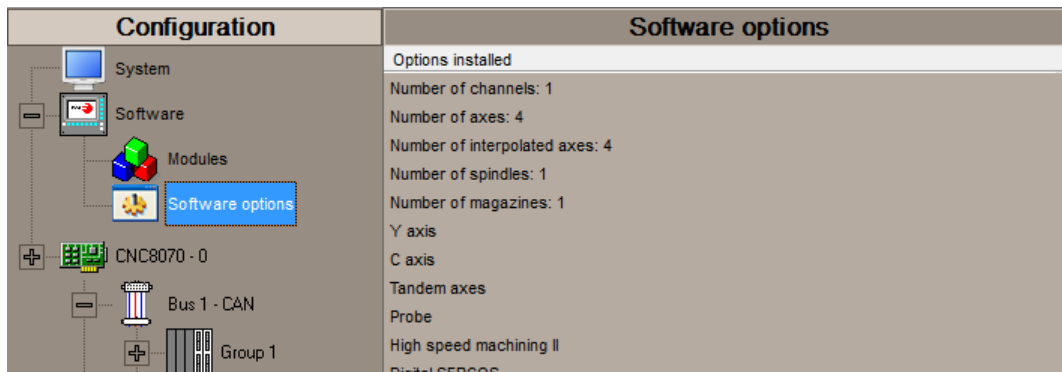 Configuration
System
Software
Modules
Software options
CNC8070 - 0
Bus 1 - CAN
Group 1
Software options
Options installed
Number of channels: 1
Number of axes: 4
Number of interpolated axes: 4
Number of spindles: 1
Number of magazines: 1
Y axis
C axis
Tandem axes
Probe
High speed machining II
Digital SERCOS